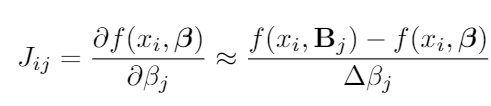 J_{ij} = \frac{\partial f(x_i, \boldsymbol{\beta})}{\partial \beta_j} \approx \frac{f(x_i, \mathbf{B}_j) - f(x_i, \boldsymbol{\beta})}{\Delta \beta_j}